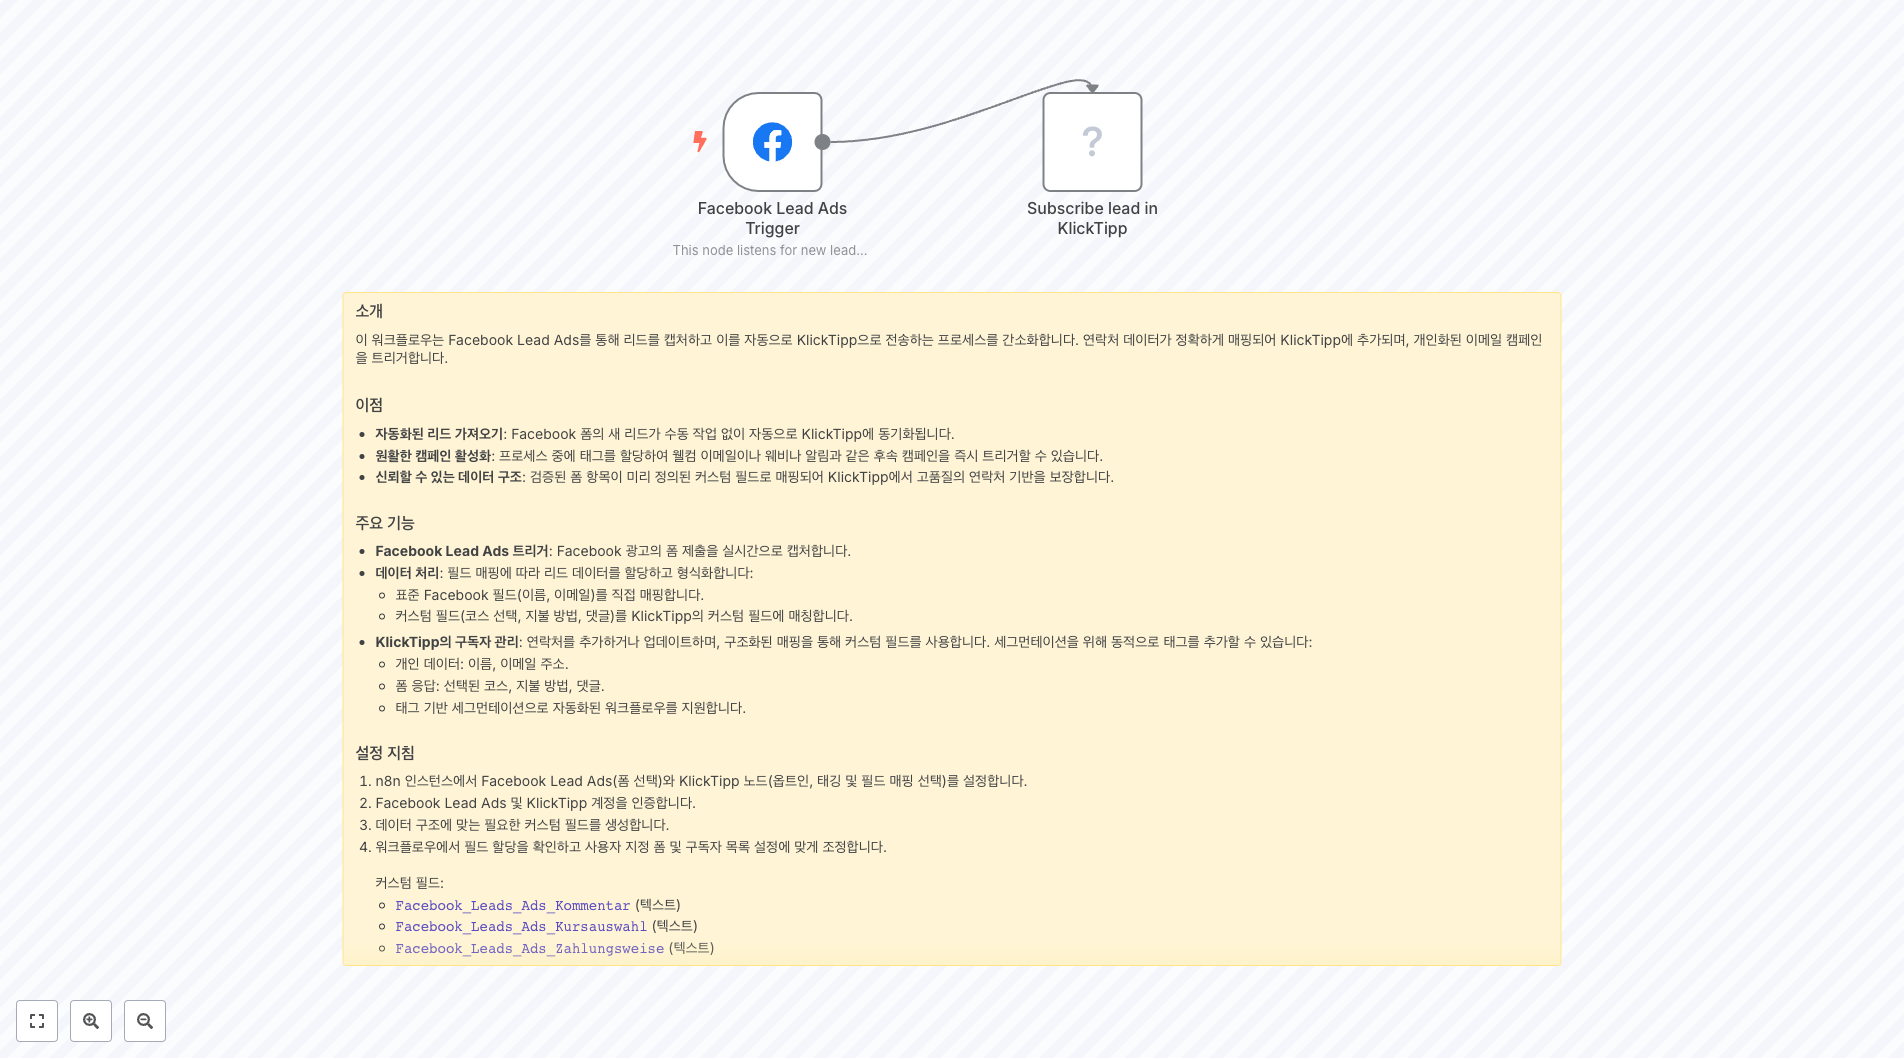 ?
Facebook Lead Ads
Trigger
This node listens for new lead...
Subscribe lead in
KlickTipp
소개
이 워크플로우는 Facebook Lead Ads를 통해 리드를 캡처하고 이를 자동으로 KlickTipp으로 전송하는 프로세스를 간소화합니다. 연락처 데이터가 정확하게 매핑되어 KlickTipp에 추가되며, 개인화된 이메일 캠페인
을 트리거합니다.
이점
• 자동화된 리드 가져오기: Facebook 폼의 새 리드가 수동 작업 없이 자동으로 KlickTipp에 동기화됩니다.
• 원활한 캠페인 활성화: 프로세스 중에 태그를 할당하여 웰컴 이메일이나 웨비나 알림과 같은 후속 캠페인을 즉시 트리거할 수 있습니다.
• 신뢰할 수 있는 데이터 구조: 검증된 폼 항목이 미리 정의된 커스텀 필드로 매핑되어 KlickTipp에서 고품질의 연락처 기반을 보장합니다.
주요 기능
• Facebook Lead Ads 트리거: Facebook 광고의 폼 제출을 실시간으로 캡처합니다.
• 데이터 처리: 필드 매핑에 따라 리드 데이터를 할당하고 형식화합니다:
◦ 표준 Facebook 필드(이름, 이메일)를 직접 매핑합니다.
◦ 커스텀 필드(코스 선택, 지불 방법, 댓글)를 KlickTipp의 커스텀 필드에 매칭합니다.
• KlickTipp의 구독자 관리: 연락처를 추가하거나 업데이트하며, 구조화된 매핑을 통해 커스텀 필드를 사용합니다. 세그먼테이션을 위해 동적으로 태그를 추가할 수 있습니다:
◦ 개인 데이터: 이름, 이메일 주소.
◦ 폼 응답: 선택된 코스, 지불 방법, 댓글.
◦ 태그 기반 세그먼테이션으로 자동화된 워크플로우를 지원합니다.
설정 지침
1. n8n 인스턴스에서 Facebook Lead Ads(폼 선택)와 KlickTipp 노드(옵트인, 태깅 및 필드 매핑 선택)를 설정합니다.
2. Facebook Lead Ads 및 KlickTipp 계정을 인증합니다.
3. 데이터 구조에 맞는 필요한 커스텀 필드를 생성합니다.
4. 워크플로우에서 필드 할당을 확인하고 사용자 지정 폼 및 구독자 목록 설정에 맞게 조정합니다.
커스텀 필드:
◦ Facebook_Leads_Ads_Kommentar (텍스트)
◦ Facebook_Leads_Ads_Kursauswahl (텍스트)
◦ Facebook_Leads_Ads_Zahlungsweise (텍스트)